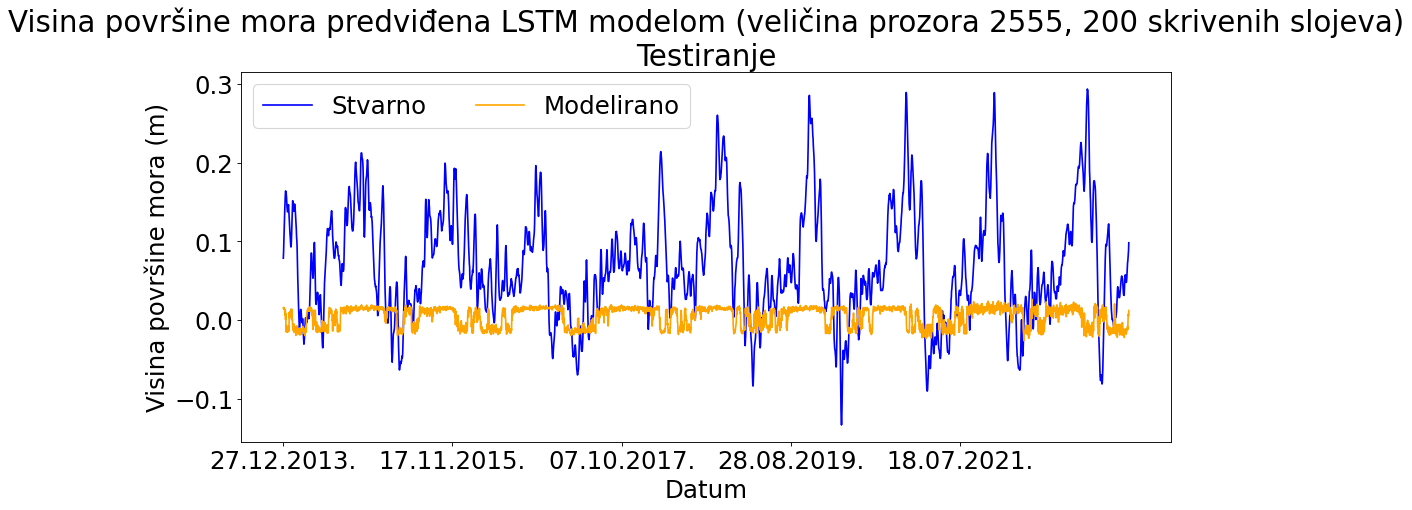 Visina površine mora predviđena LSTM modelom (veličina prozora 2555, 200 skrivenih slojeva)
Testiranje
Stvarno Modelirano
Visina površine mora (m)
0.3
0.2
0.1
0.0
−0.1
27.12.2013. 17.11.2015. 07.10.2017. 28.08.2019. 18.07.2021.
Datum